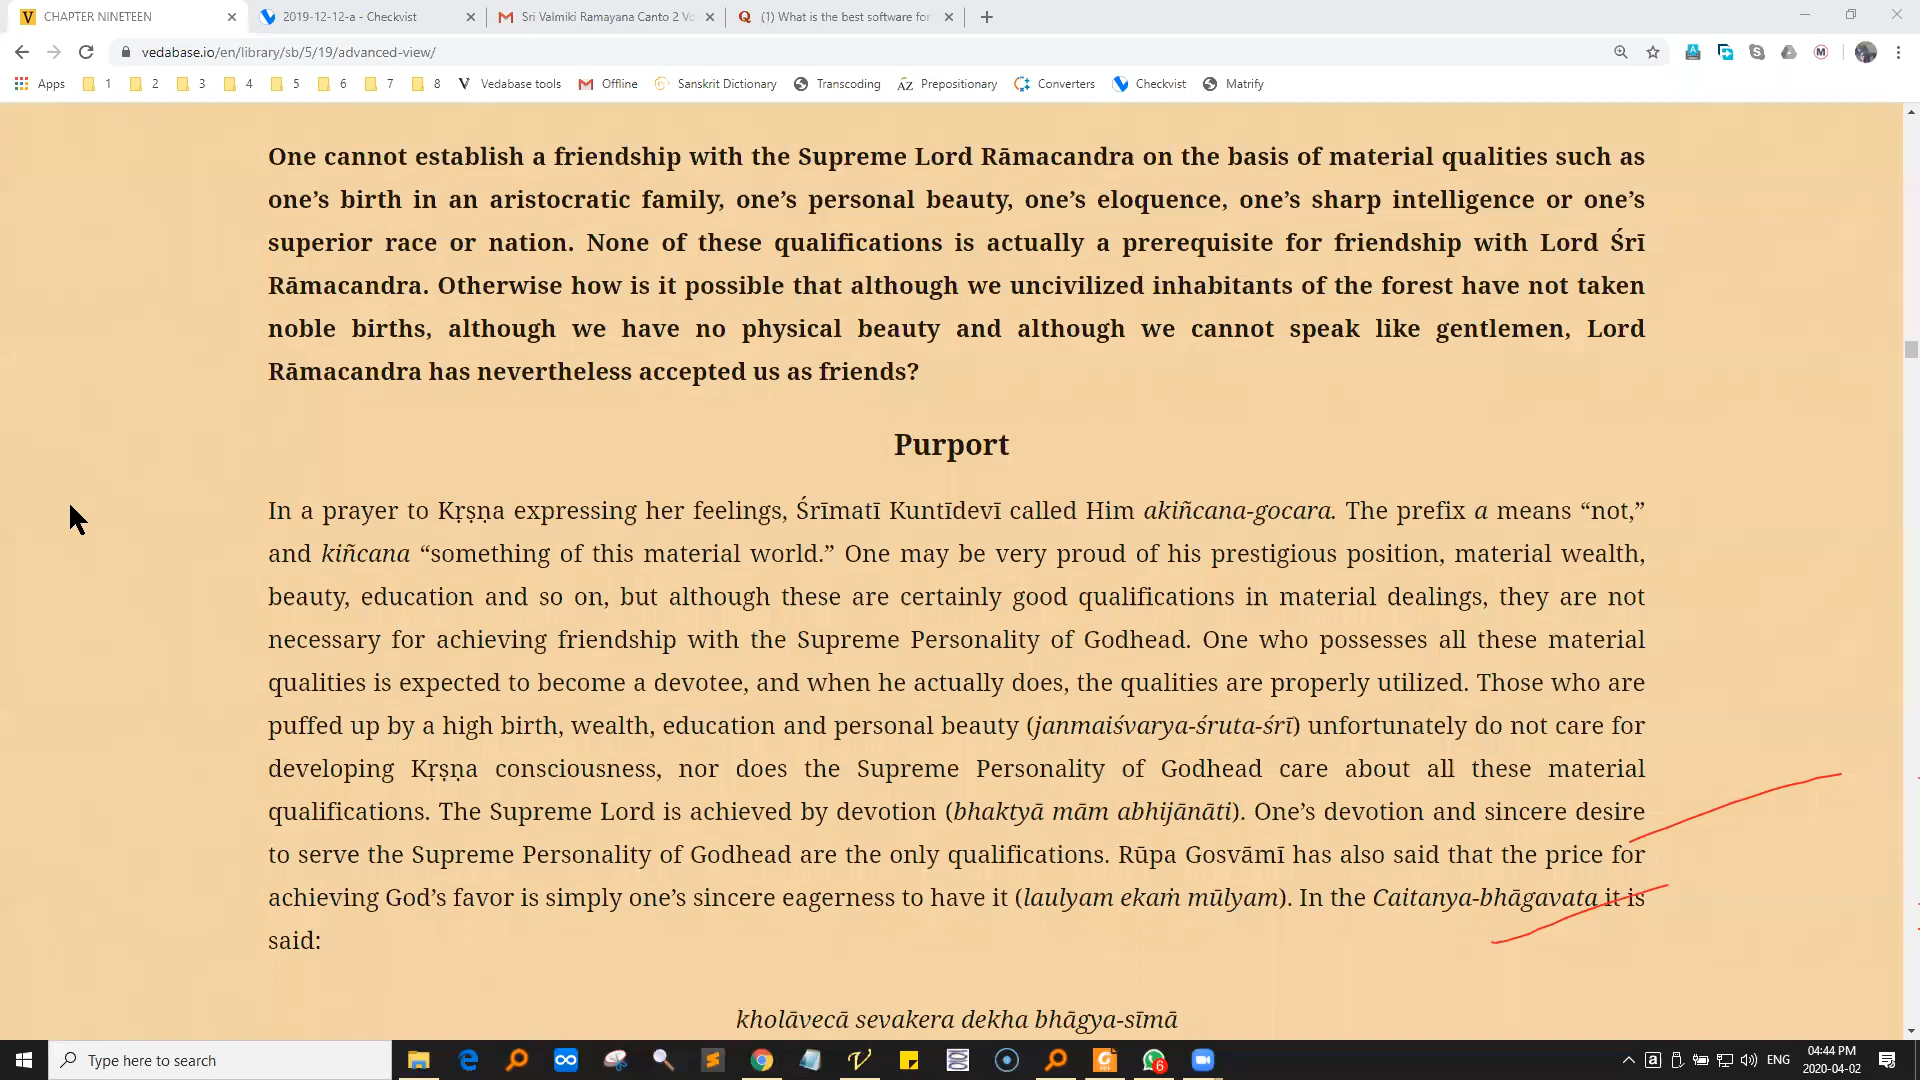 CHAPTER NINETEEN
2019-12-12-a - Checkvist
Sri Valmiki Ramayana Canto 2 Vo
(1) What is the best software for
vedabase.io/en/library/sb/5/19/advanced-view/
Apps 1 2 3 4 5 6 7 8 Vedabase tools Offline Sanskrit Dictionary Transcoding Prepositionary Converters Checkvist Matrify
One cannot establish a friendship with the Supreme Lord Rāmacandra on the basis of material qualities such as
one’s birth in an aristocratic family, one’s personal beauty, one’s eloquence, one’s sharp intelligence or one’s
superior race or nation. None of these qualifications is actually a prerequisite for friendship with Lord Śrī
Rāmacandra. Otherwise how is it possible that although we uncivilized inhabitants of the forest have not taken
noble births, although we have no physical beauty and although we cannot speak like gentlemen, Lord
Rāmacandra has nevertheless accepted us as friends?
Purport
In a prayer to Kṛṣṇa expressing her feelings, Śrīmatī Kuntīdevī called Him akiñcana-gocara. The prefix a means “not,”
and kiñcana “something of this material world.” One may be very proud of his prestigious position, material wealth,
beauty, education and so on, but although these are certainly good qualifications in material dealings, they are not
necessary for achieving friendship with the Supreme Personality of Godhead. One who possesses all these material
qualities is expected to become a devotee, and when he actually does, the qualities are properly utilized. Those who are
puffed up by a high birth, wealth, education and personal beauty (janmaiśvarya-śruta-śrī) unfortunately do not care for
developing Kṛṣṇa consciousness, nor does the Supreme Personality of Godhead care about all these material
qualifications. The Supreme Lord is achieved by devotion (bhaktyā mām abhijānāti). One’s devotion and sincere desire
to serve the Supreme Personality of Godhead are the only qualifications. Rūpa Gosvāmī has also said that the price for
achieving God’s favor is simply one’s sincere eagerness to have it (laulyam ekaṁ mūlyam). In the Caitanya-bhāgavata it is
said:
kholāvecā sevakera dekha bhāgya-sīmā
Type here to search
ENG
04:44 PM
2020-04-02